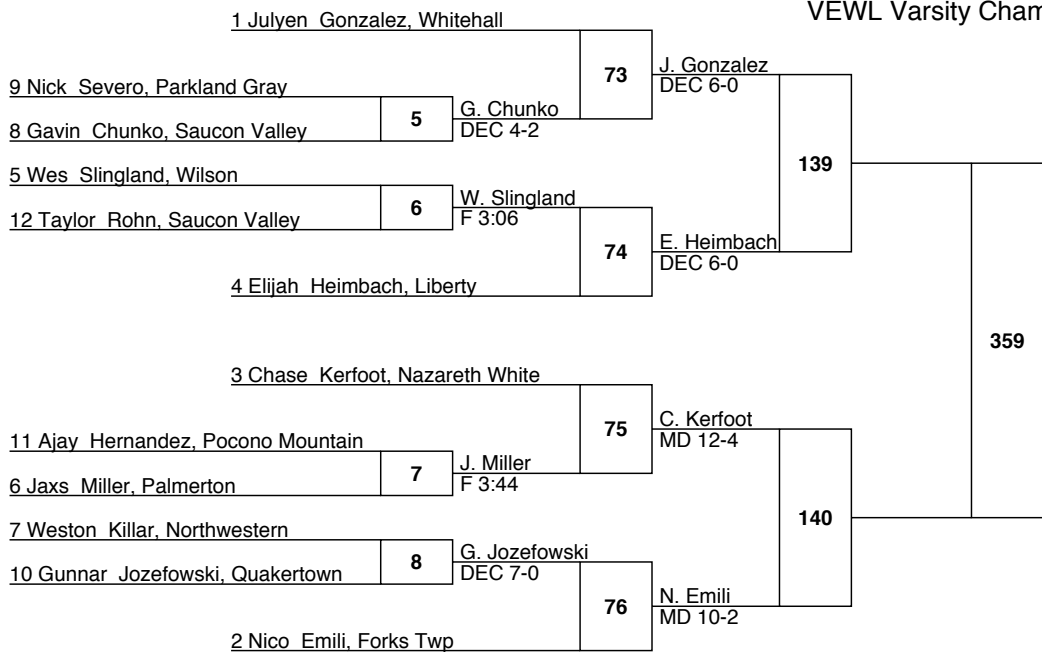 VEWL Varsity Cham
1 Julyen Gonzalez, Whitehall
73
J. Gonzalez
DEC 6-0
9 Nick Severo, Parkland Gray
5
G. Chunko
DEC 4-2
8 Gavin Chunko, Saucon Valley
139
5 Wes Slingland, Wilson
6
W. Slingland
F 3:06
12 Taylor Rohn, Saucon Valley
74
E. Heimbach
DEC 6-0
4 Elijah Heimbach, Liberty
359
3 Chase Kerfoot, Nazareth White
75
C. Kerfoot
MD 12-4
11 Ajay Hernandez, Pocono Mountain
7
J. Miller
F 3:44
6 Jaxs Miller, Palmerton
140
7 Weston Killar, Northwestern
8
G. Jozefowski
DEC 7-0
10 Gunnar Jozefowski, Quakertown
76
N. Emili
MD 10-2
2 Nico Emili, Forks Twp